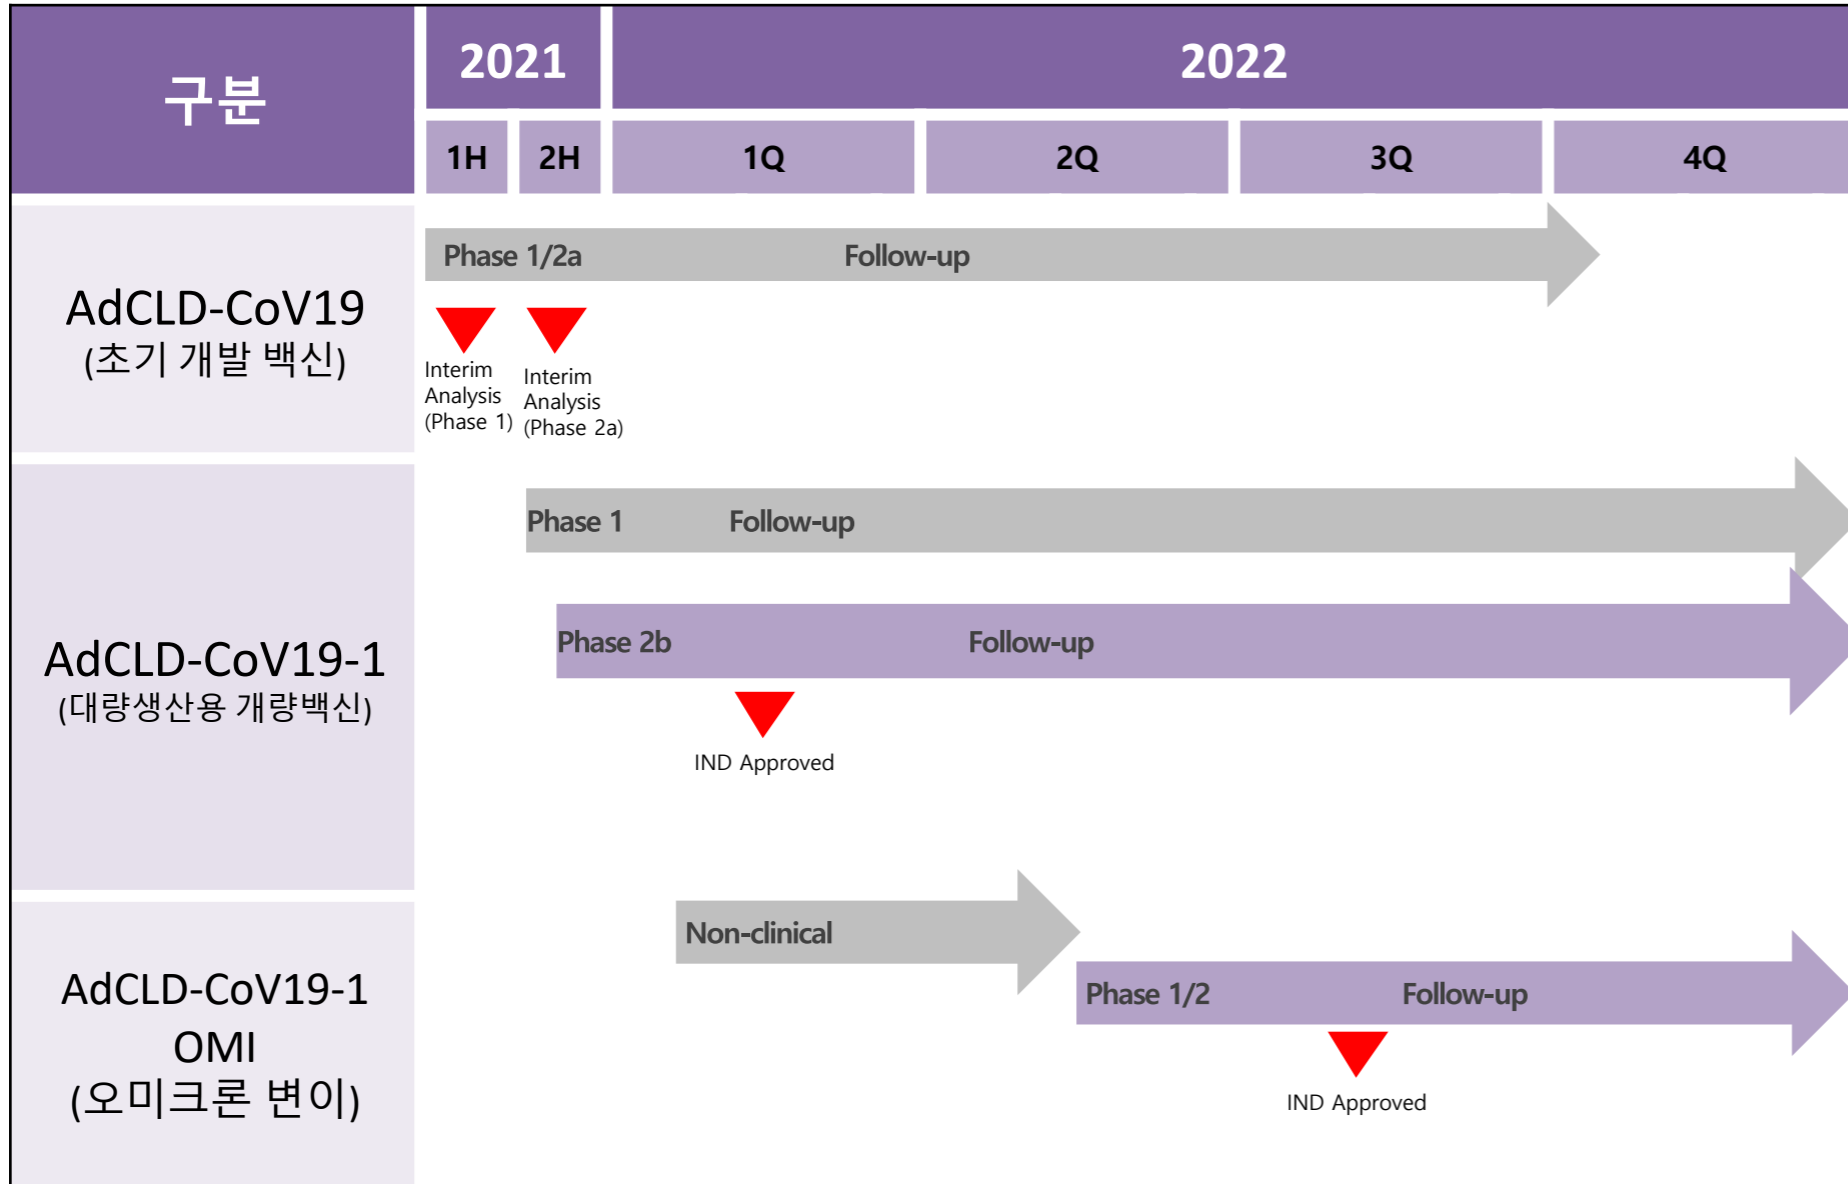 구분
2021
2022
1H
2H
1Q
2Q
3Q
4Q
AdCLD-CoV19
(초기 개발 백신)
Phase 1/2a
Follow-up
Interim
Analysis
(Phase 1)
Interim
Analysis
(Phase 2a)
AdCLD-CoV19-1
(대량생산용 개량백신)
Phase 1
Follow-up
Phase 2b
Follow-up
IND Approved
AdCLD-CoV19-1
OMI
(오미크론 변이)
Non-clinical
Phase 1/2
Follow-up
IND Approved